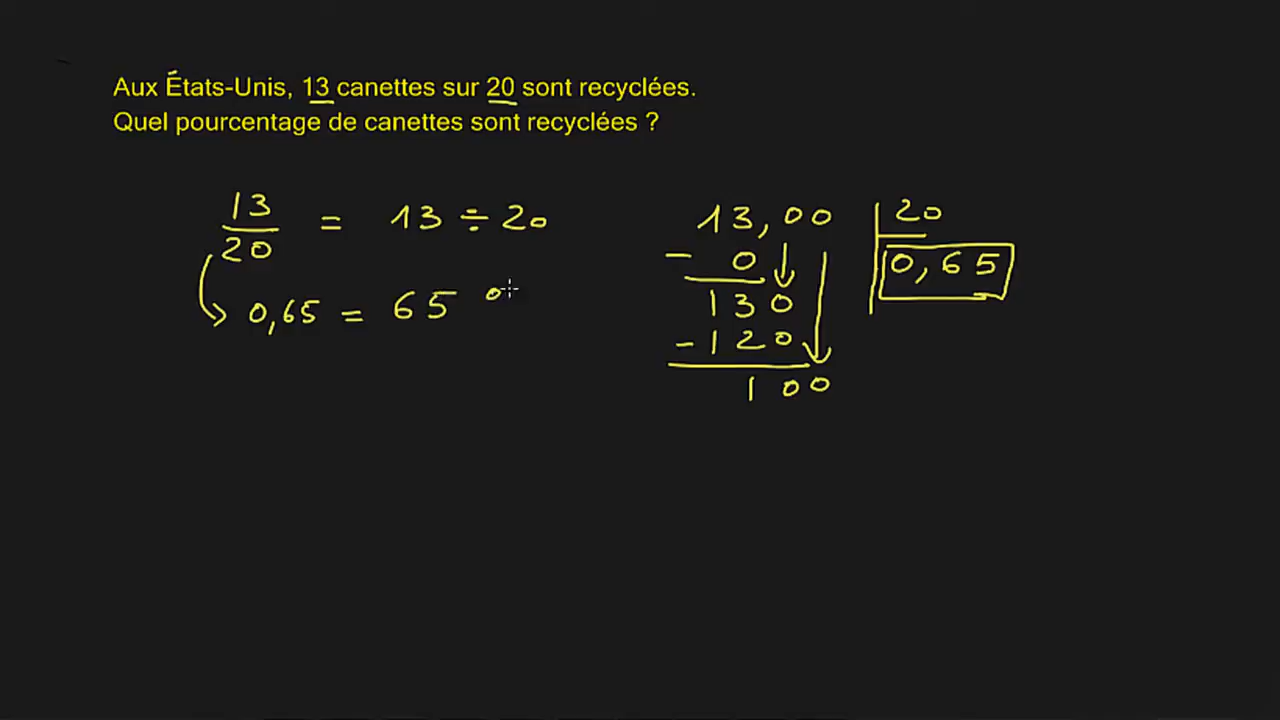 Aux États-Unis, 13 canettes sur 20 sont recyclées.
Quel pourcentage de canettes sont recyclées ?
13
20
= 13 ÷ 20
0,65 = 65 0
13,00 20
- 0 0,65
130
-120
100